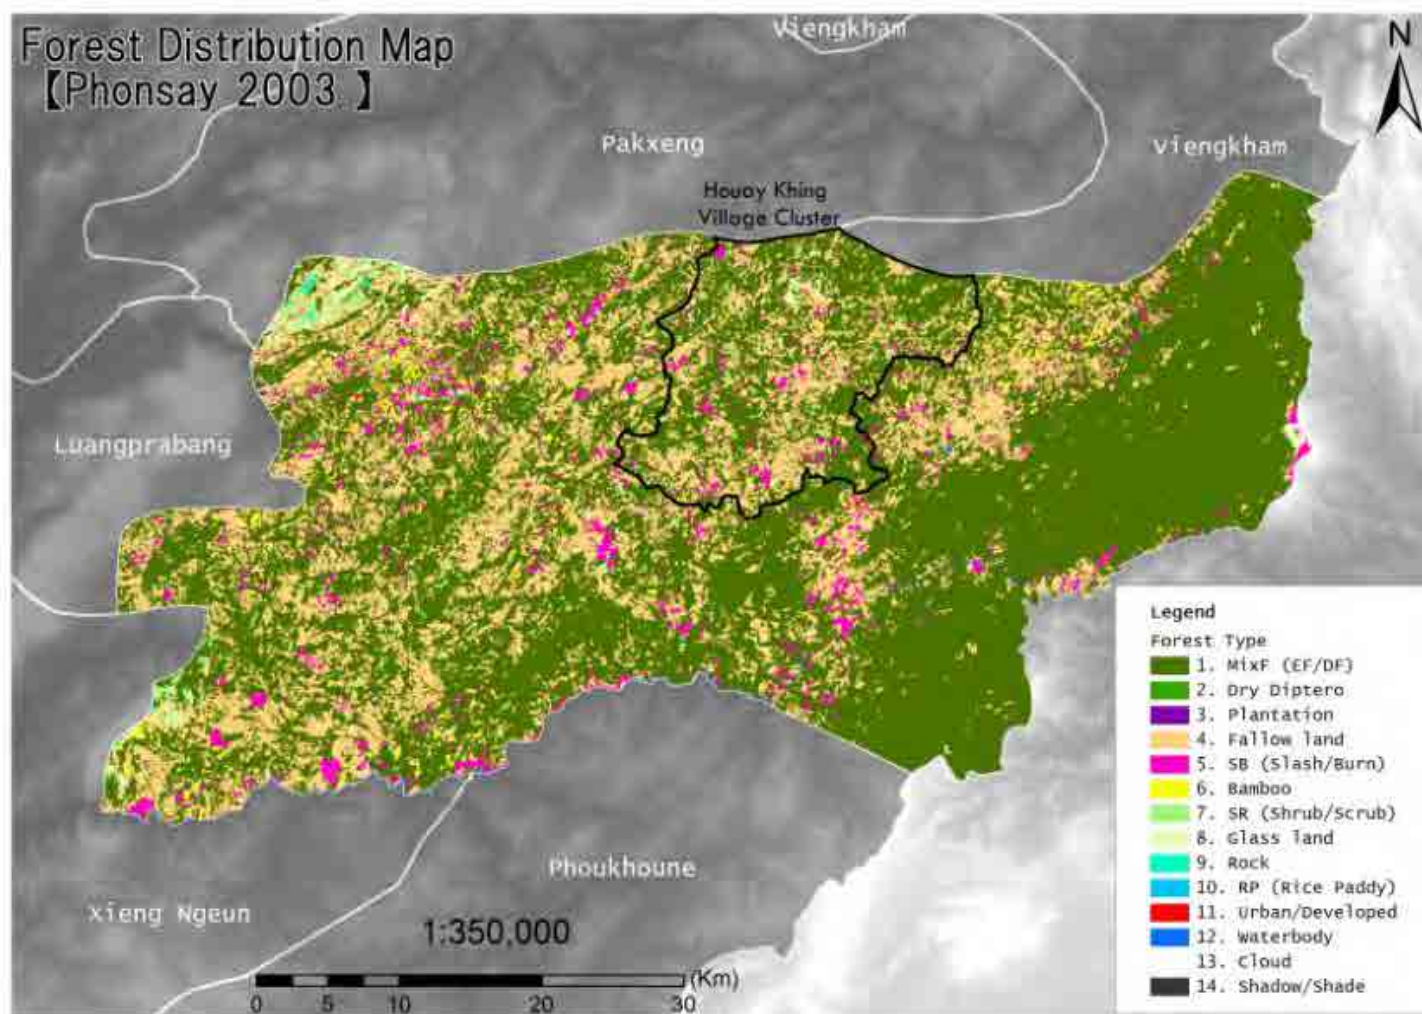 Forest Distribution Map
【Phonsay 2003 】
Viengkham
N
Pakxeng
Viengkham
Houay Khing
Village Cluster
Luangprabang
Legend
Forest Type
1. MixF (EF/DF)
2. Dry Diptero
3. Plantation
4. Fallow land
5. SB (Slash/Burn)
6. Bamboo
7. SR (Shrub/Scrub)
8. Glass land
9. Rock
10. RP (Rice Paddy)
11. Urban/Developed
12. Waterbody
13. Cloud
14. Shadow/Shade
Phoukhoune
Xieng Ngeun
1:350,000
(Km)
0 5 10 20 30